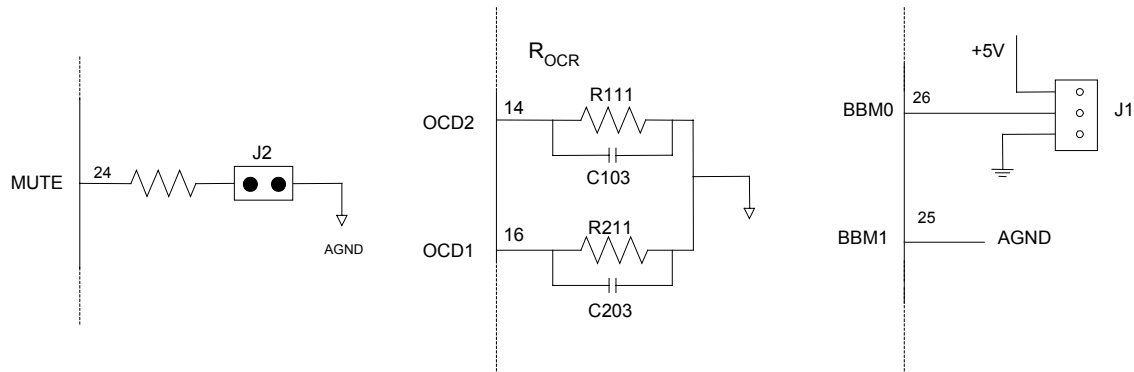 MUTE
24
J2
AGND
R_OCR
OCD2
14
R111
C103
OCD1
16
R211
C203
+5V
BBM0
26
J1
BBM1
25
AGND